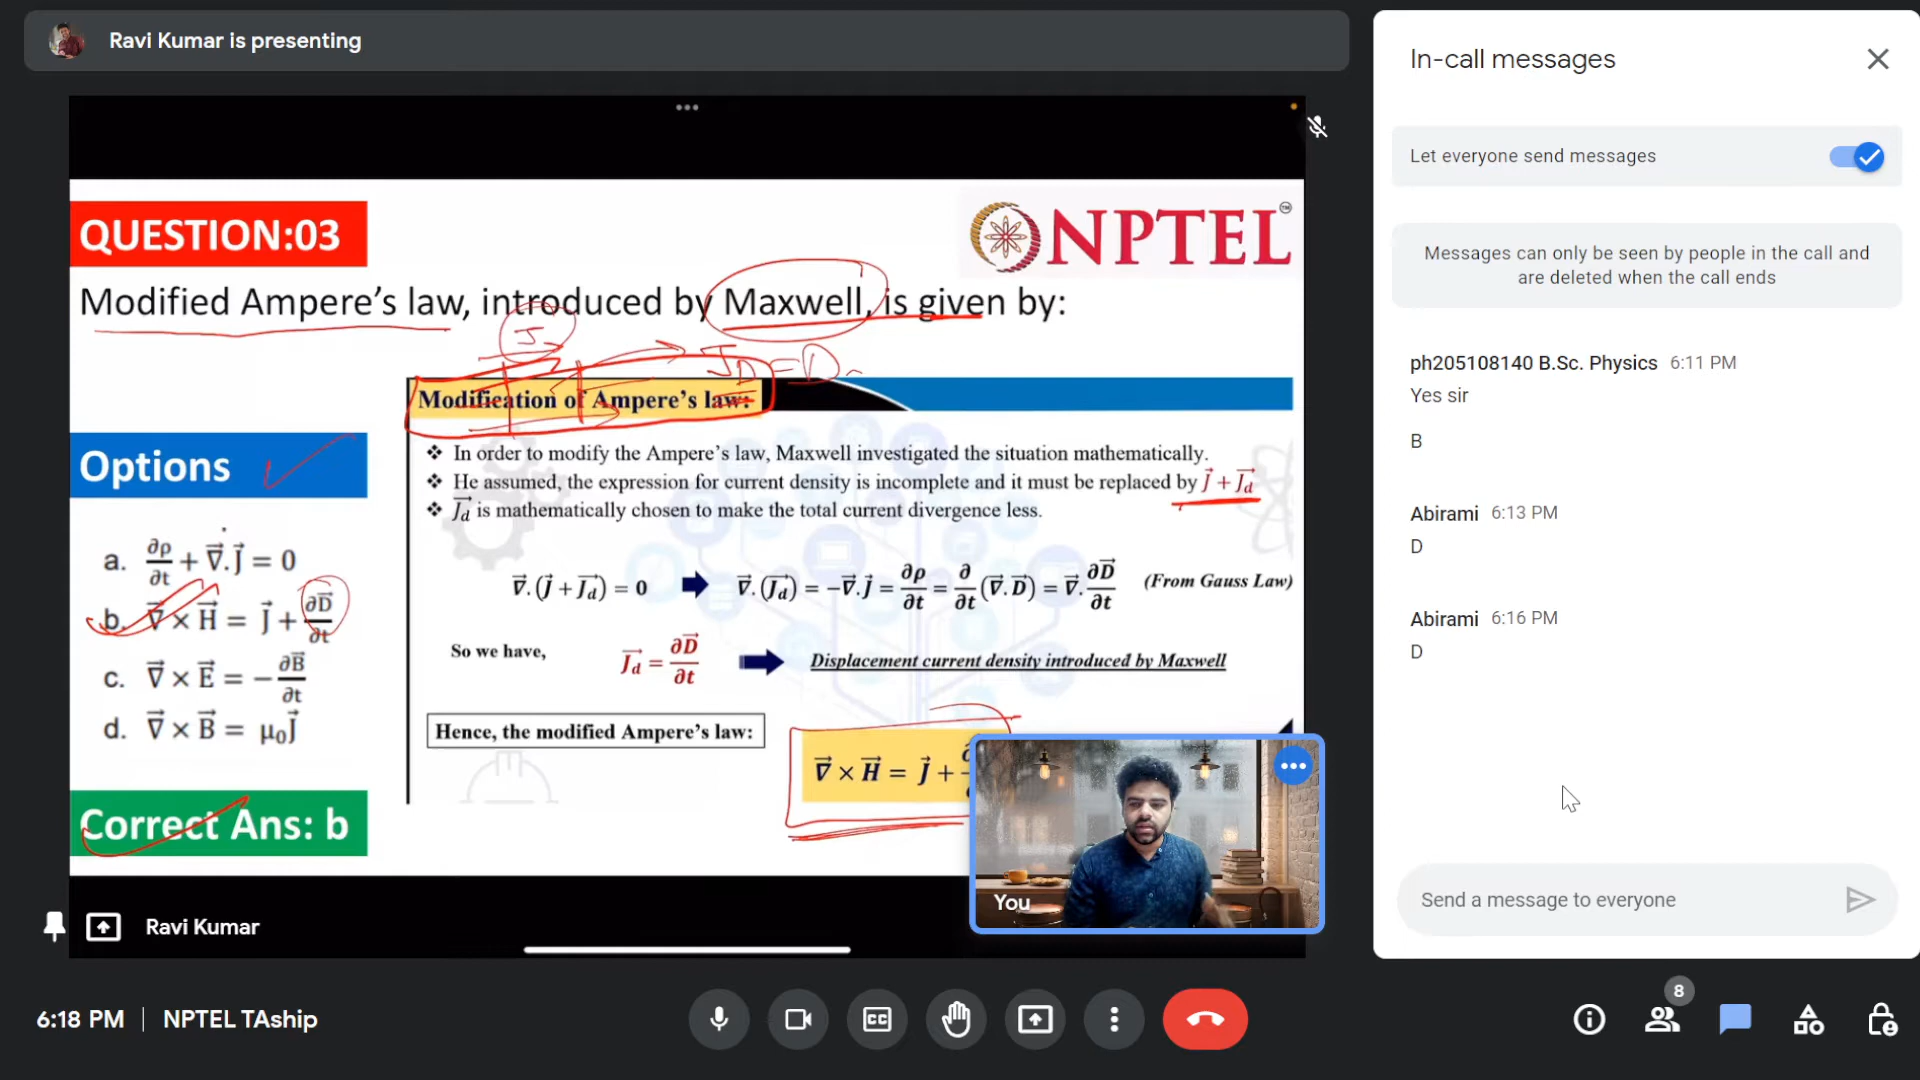 Ravi Kumar is presenting
QUESTION:03
NPTEL
Modified Ampere's law, introduced by Maxwell, is given by:
J
J_D = D
Modification of Ampere's law:
❖ In order to modify the Ampere's law, Maxwell investigated the situation mathematically.
❖ He assumed, the expression for current density is incomplete and it must be replaced by J⃗ + J⃗_d
❖ J⃗_d is mathematically chosen to make the total current divergence less.
∇⃗.(J⃗ + J⃗_d) = 0 ➡ ∇⃗.(J⃗_d) = −∇⃗.J⃗ = ∂ρ/∂t = ∂/∂t (∇⃗.D⃗) = ∇⃗.∂D⃗/∂t (From Gauss Law)
So we have, J⃗_d = ∂D⃗/∂t ➡ Displacement current density introduced by Maxwell
Hence, the modified Ampere's law: ∇⃗ × H⃗ = J⃗ +
Options
a. ∂ρ/∂t + ∇⃗.J⃗ = 0
b. ∇⃗ × H⃗ = J⃗ + ∂D⃗/∂t
c. ∇⃗ × E⃗ = − ∂B⃗/∂t
d. ∇⃗ × B⃗ = μ₀J⃗
Correct Ans: b
You
Ravi Kumar
In-call messages
Let everyone send messages
Messages can only be seen by people in the call and
are deleted when the call ends
ph205108140 B.Sc. Physics 6:11 PM
Yes sir
B
Abirami 6:13 PM
D
Abirami 6:16 PM
D
Send a message to everyone
6:18 PM | NPTEL TAship
CC
8